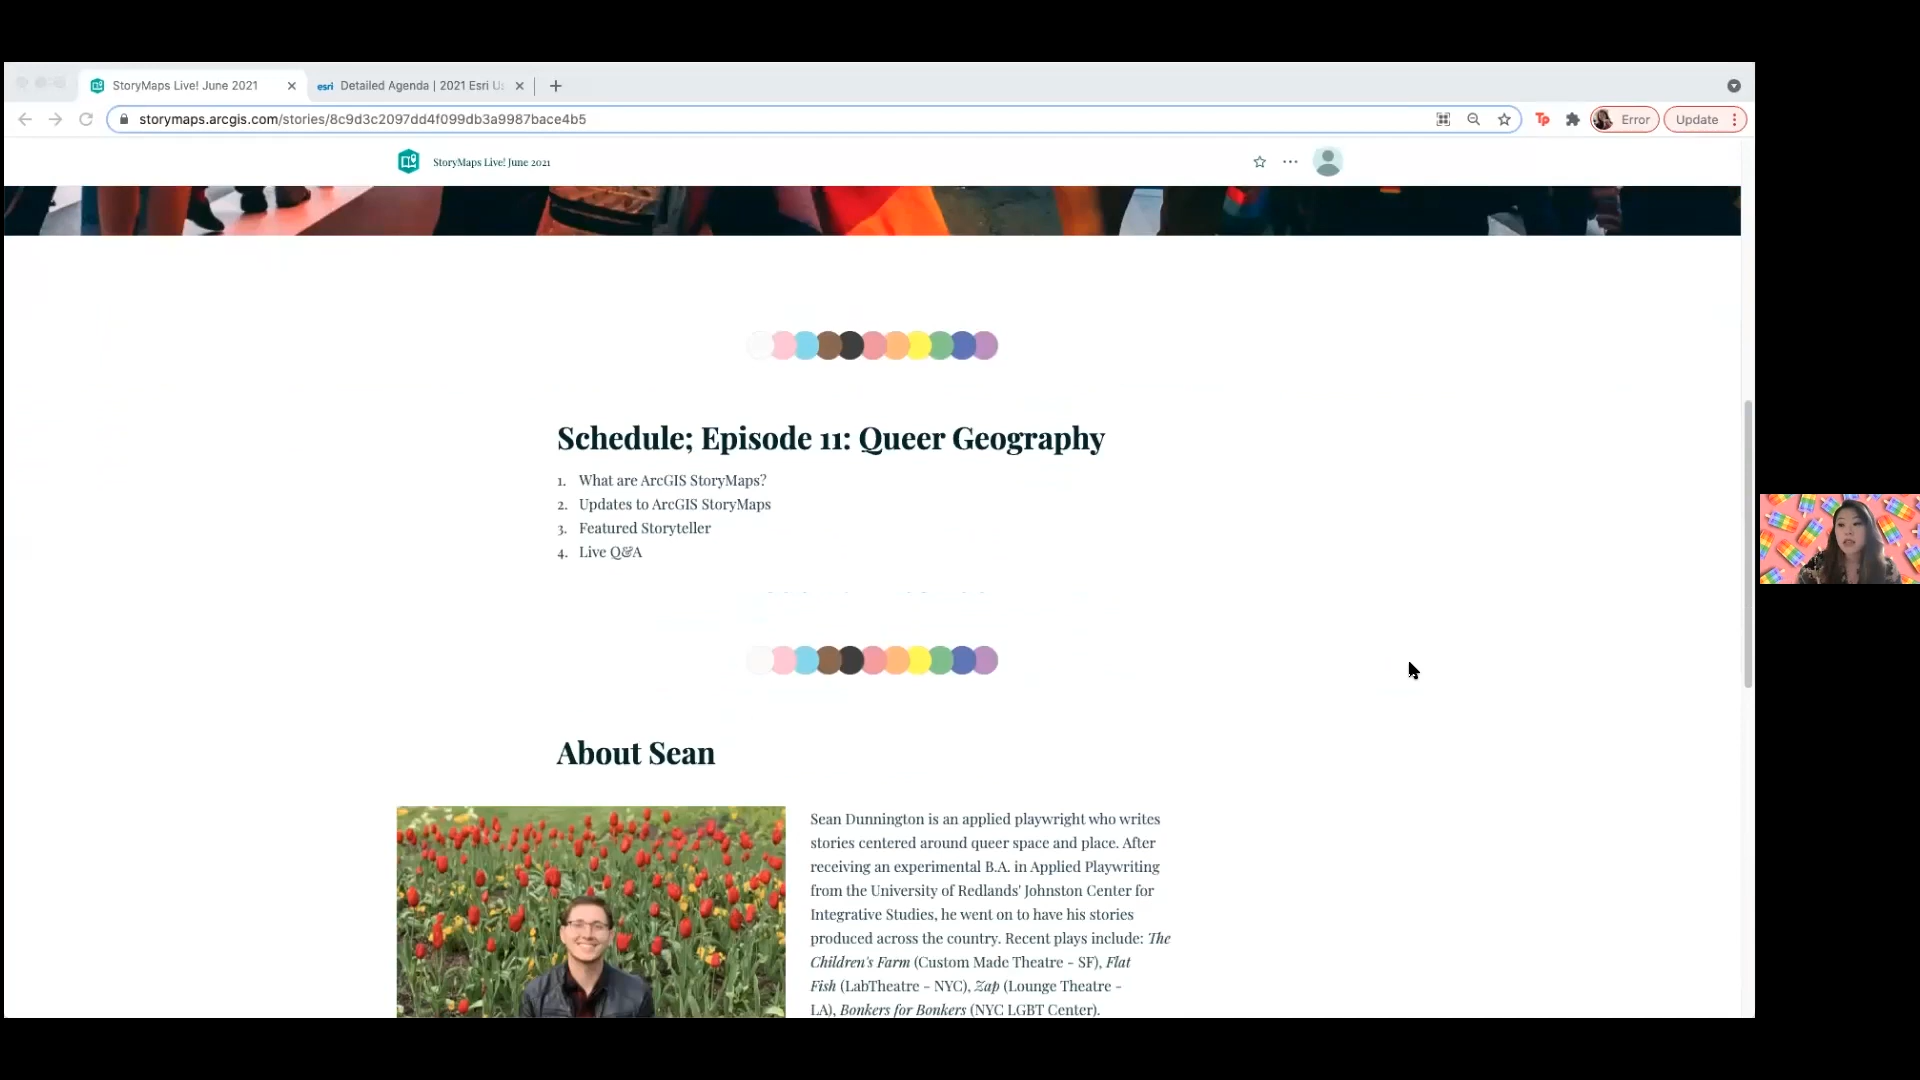 StoryMaps Live! June 2021
esri Detailed Agenda | 2021 Esri Us
storymaps.arcgis.com/stories/8c9d3c2097dd4f099db3a9987bace4b5
Tp
Error
Update
StoryMaps Live! June 2021
Schedule; Episode 11: Queer Geography
1. What are ArcGIS StoryMaps?
2. Updates to ArcGIS StoryMaps
3. Featured Storyteller
4. Live Q&A
About Sean
Sean Dunnington is an applied playwright who writes
stories centered around queer space and place. After
receiving an experimental B.A. in Applied Playwriting
from the University of Redlands' Johnston Center for
Integrative Studies, he went on to have his stories
produced across the country. Recent plays include: The
Children's Farm (Custom Made Theatre - SF), Flat
Fish (LabTheatre - NYC), Zap (Lounge Theatre -
LA), Bonkers for Bonkers (NYC LGBT Center).